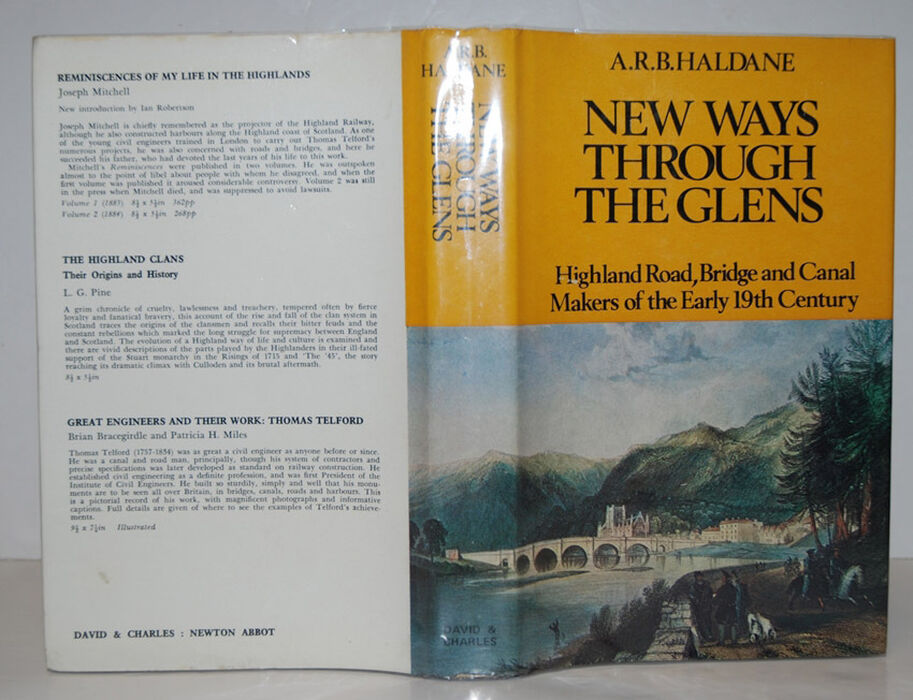 REMINISCENCES OF MY LIFE IN THE HIGHLANDS
Joseph Mitchell
New introduction by Ian Robertson
Joseph Mitchell is chiefly remembered as the projector of the Highland Railway,
although he also constructed harbours along the Highland coast of Scotland. As one
of the young civil engineers trained in London to carry out Thomas Telford's
numerous projects, he was also concerned with roads and bridges, and here he
succeeded his father, who had devoted the last years of his life to this work.
Mitchell's Reminiscences were published in two volumes. He was outspoken
almost to the point of libel about people with whom he disagreed, and when the
first volume was published it aroused considerable controversy. Volume 2 was still
in the press when Mitchell died, and was suppressed to avoid lawsuits.
Volume 1 (1883) 8½ x 5½in 362pp
Volume 2 (1884) 8½ x 5½in 268pp
THE HIGHLAND CLANS
Their Origins and History
L. G. Pine
A grim chronicle of cruelty, lawlessness and treachery, tempered often by fierce
loyalty and fanatical bravery, this account of the rise and fall of the clan system in
Scotland traces the origins of the clansmen and recalls their bitter feuds and the
constant rebellions which marked the long struggle for supremacy between England
and Scotland. The evolution of a Highland way of life and culture is examined and
there are vivid descriptions of the parts played by the Highlanders in their ill-fated
support of the Stuart monarchy in the Risings of 1715 and 'The '45', the story
reaching its dramatic climax with Culloden and its brutal aftermath.
8½ x 5½in
GREAT ENGINEERS AND THEIR WORK: THOMAS TELFORD
Brian Bracegirdle and Patricia H. Miles
Thomas Telford (1757-1834) was as great a civil engineer as anyone before or since.
He was a canal and road man, principally, though his system of contractors and
precise specifications was later developed as standard on railway construction. He
established civil engineering as a definite profession, and was first President of the
Institute of Civil Engineers. He built so sturdily, simply and well that his monu-
ments are to be seen all over Britain, in bridges, canals, roads and harbours. This
is a pictorial record of his work, with magnificent photographs and informative
captions. Full details are given of where to see the examples of Telford's achieve-
ments.
9½ x 7¼in Illustrated
DAVID & CHARLES : NEWTON ABBOT
A.R.B.
HALDANE
NEW WAYS
THROUGH
THE GLENS
DAVID &
CHARLES
A.R.B.HALDANE
NEW WAYS
THROUGH
THE GLENS
Highland Road, Bridge and Canal
Makers of the Early 19th Century